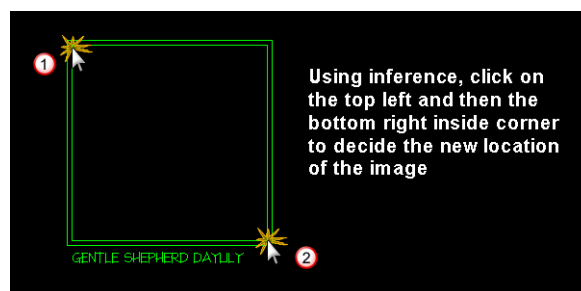 1
Using inference, click on
the top left and then the
bottom right inside corner
to decide the new location
of the image
GENTLE SHEPHERD DAYLILY
2